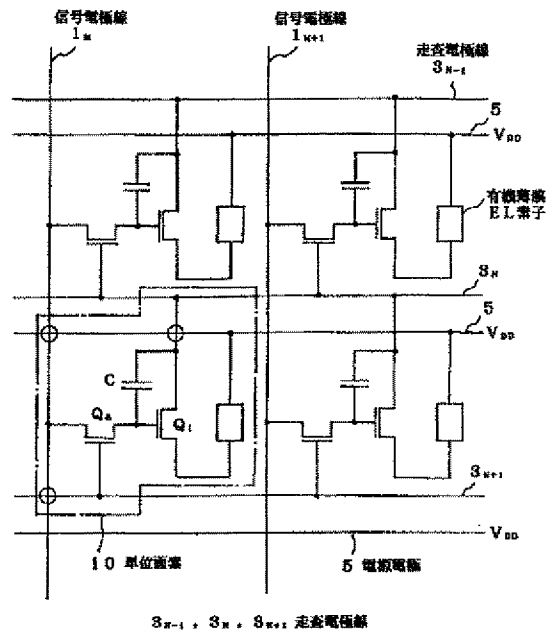 信号電極線
1M
信号電極線
1M+1
走査電極線
3N-1
5
VDD
有機薄膜
EL素子
3N
5
VDD
C
QS
QI
3N+1
VDD
10 単位画素
5 電源電極
3N-1 , 3N , 3N+1 走査電極線